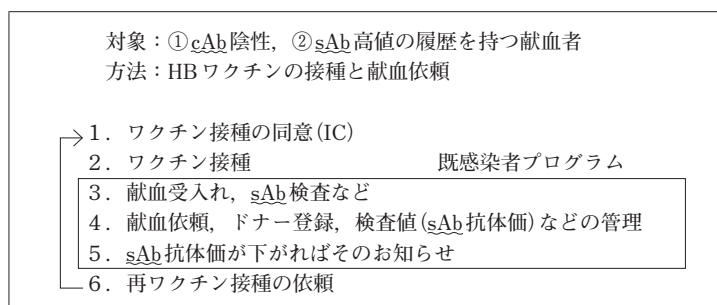 対象：①cAb陰性，②sAb高値の履歴を持つ献血者
方法：HBワクチンの接種と献血依頼
1．ワクチン接種の同意(IC)
2．ワクチン接種　　　既感染者プログラム
3．献血受入れ，sAb検査など
4．献血依頼，ドナー登録，検査値(sAb抗体価)などの管理
5．sAb抗体価が下がればそのお知らせ
6．再ワクチン接種の依頼